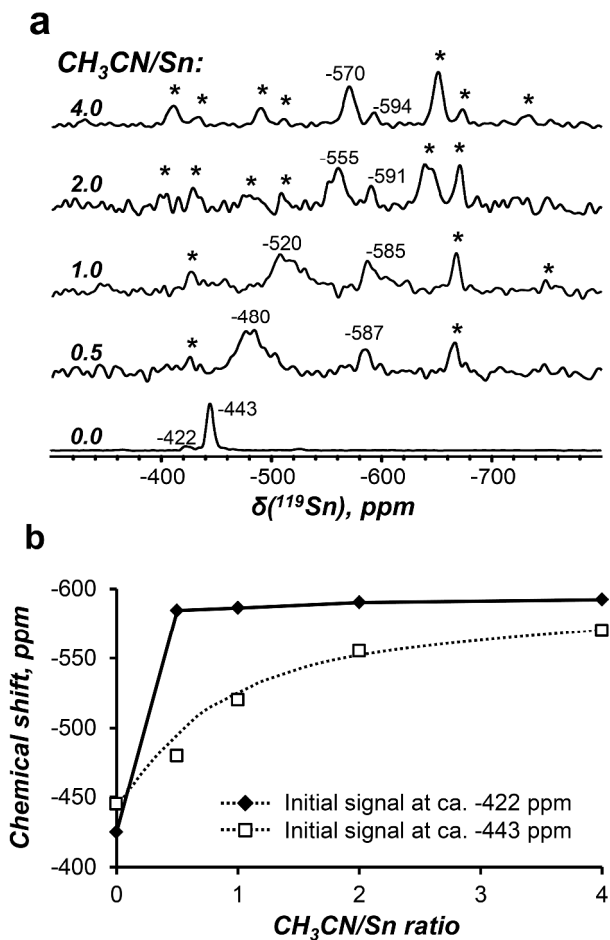 a
CH3CN/Sn:
* * * * -570 -594 * * *
4.0
* * * * -555 -591 * *
2.0
* -520 -585 * *
1.0
* -480 -587 *
0.5
-422 -443
0.0
-400 -500 -600 -700
δ(119Sn), ppm
b
Chemical shift, ppm
-600
-550
-500
-450
-400
Initial signal at ca. -422 ppm
Initial signal at ca. -443 ppm
0 1 2 3 4
CH3CN/Sn ratio